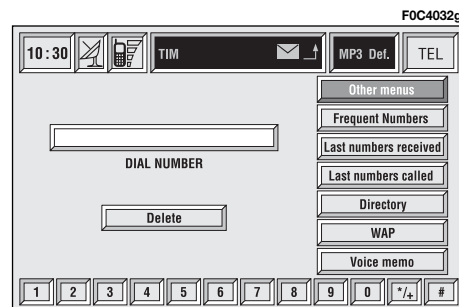 F0C4032g
10:30 TIM MP3 Def. TEL
Other menus
Frequent Numbers
Last numbers received
DIAL NUMBER
Last numbers called
Directory
Delete
WAP
Voice memo
1 2 3 4 5 6 7 8 9 0 */+ #